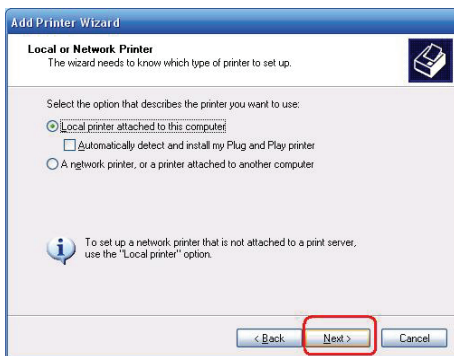 Add Printer Wizard
Local or Network Printer
The wizard needs to know which type of printer to set up.
Select the option that describes the printer you want to use:
Local printer attached to this computer
Automatically detect and install my Plug and Play printer
A network printer, or a printer attached to another computer
To set up a network printer that is not attached to a print server,
use the "Local printer" option.
< Back Next > Cancel